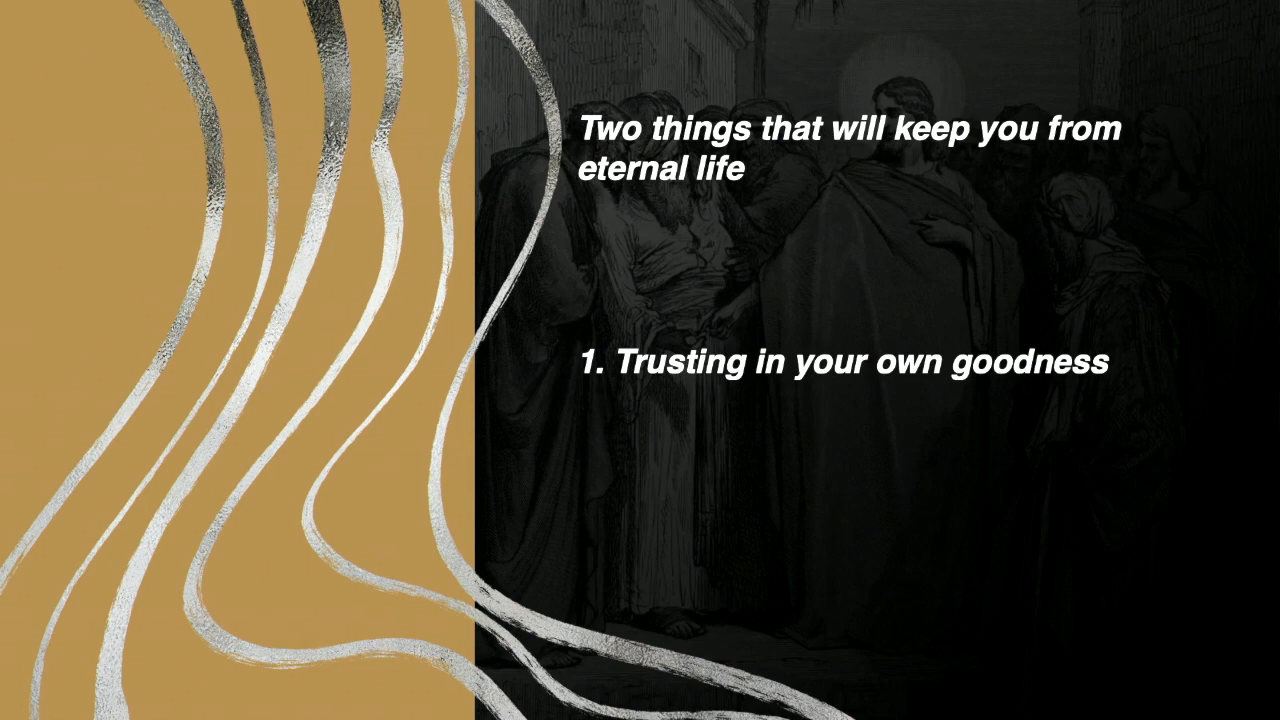 Two things that will keep you from
eternal life
1. Trusting in your own goodness